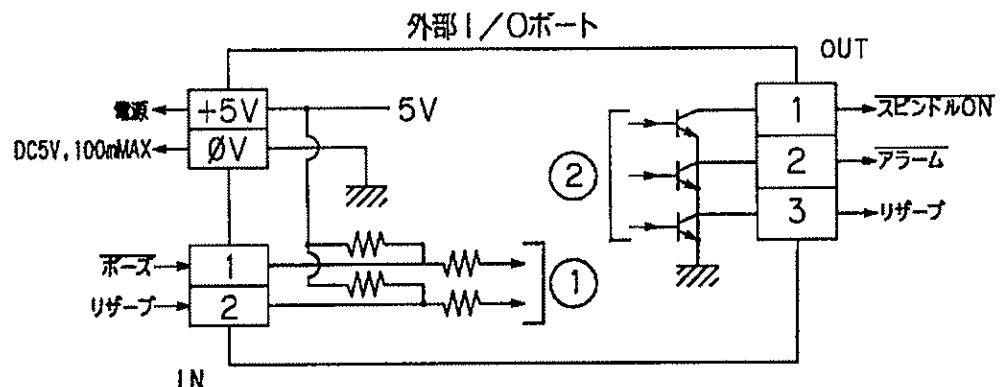 外部I/Oポート
OUT
電源 +5V 5V
DC5V,100mMAX ØV
1 スピンドルON
2 アラーム
3 リザーブ
②
ポーズ 1
リザーブ 2
①
IN